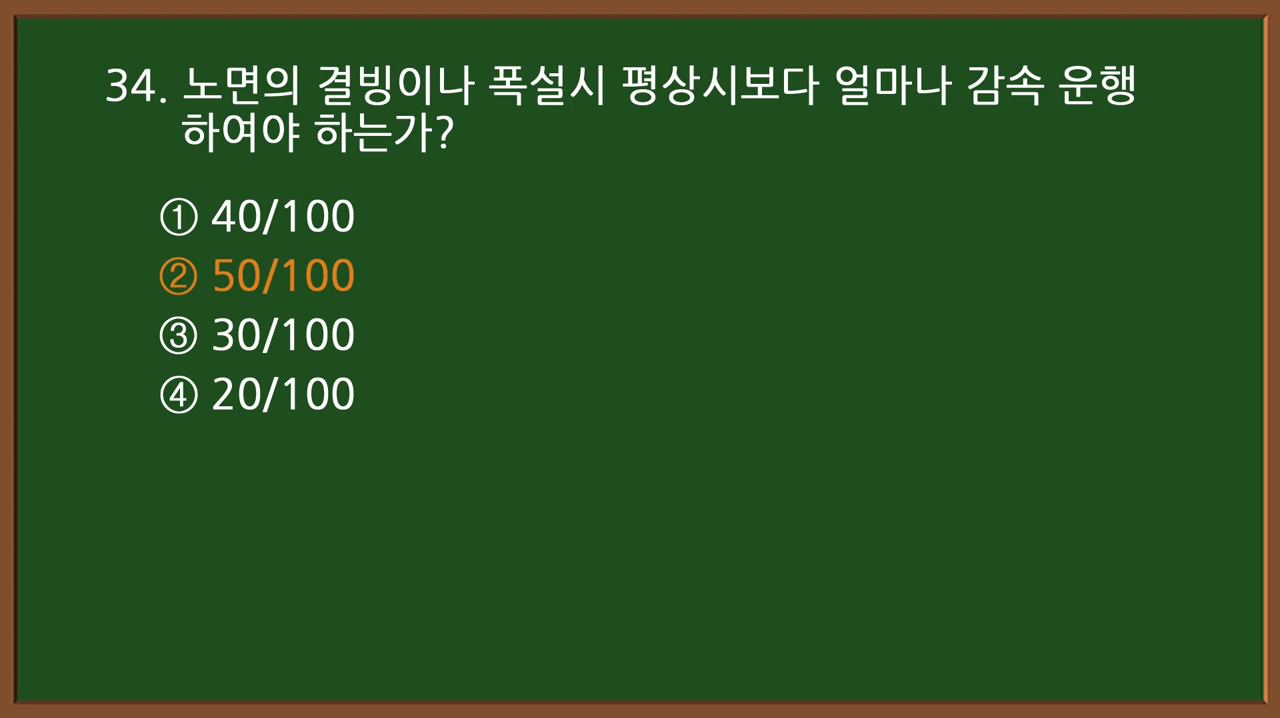 34. 노면의 결빙이나 폭설시 평상시보다 얼마나 감속 운행
하여야 하는가?
① 40/100
② 50/100
③ 30/100
④ 20/100